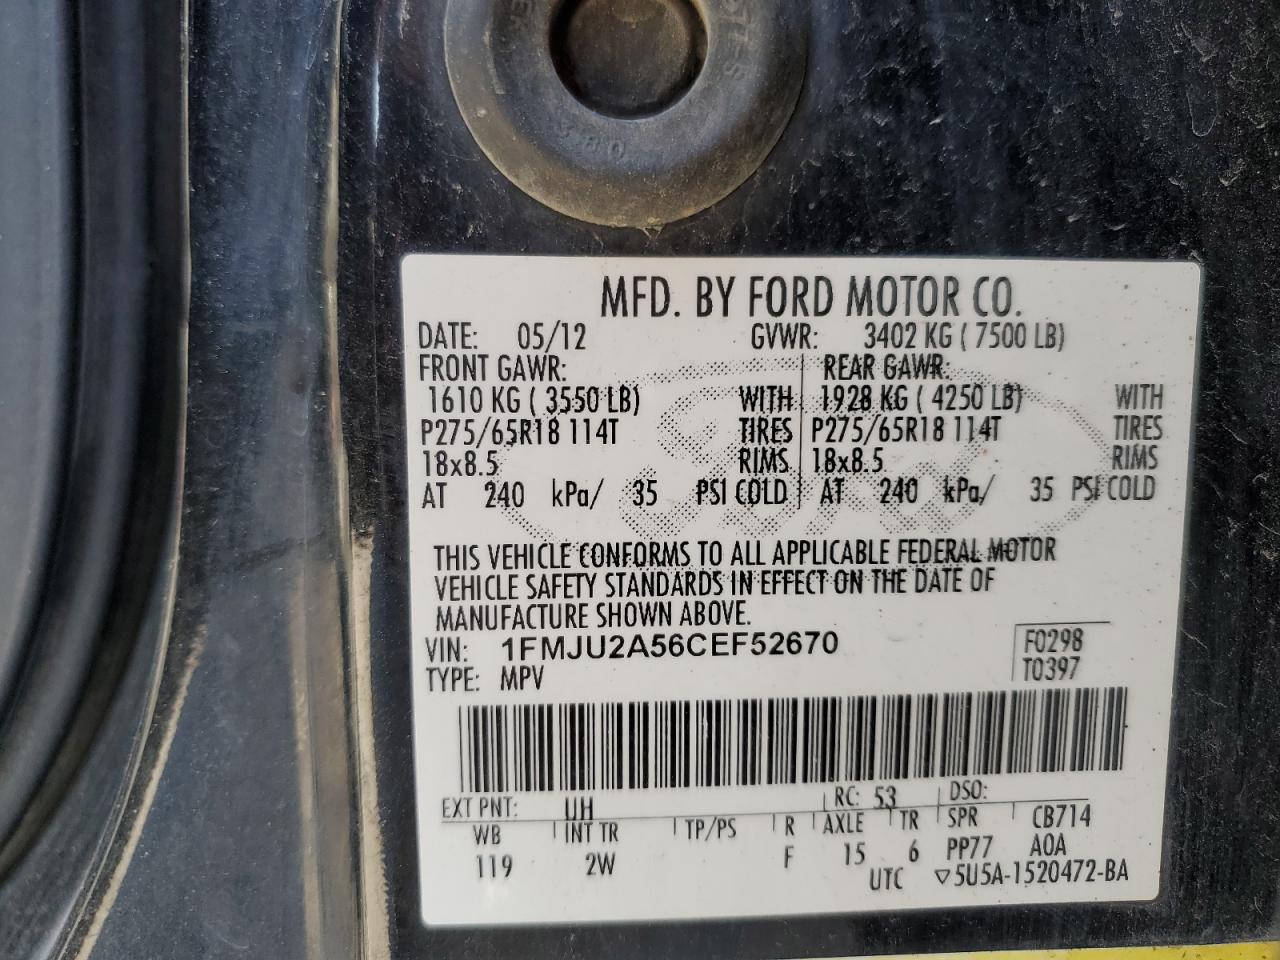 380
MFD. BY FORD MOTOR CO.
DATE: 05/12 GVWR: 3402 KG ( 7500 LB)
FRONT GAWR: REAR GAWR:
1610 KG ( 3550 LB) WITH 1928 KG ( 4250 LB) WITH
P275/65R18 114T TIRES P275/65R18 114T TIRES
18x8.5 RIMS 18x8.5 RIMS
AT 240 kPa/ 35 PSI COLD AT 240 kPa/ 35 PSI COLD
THIS VEHICLE CONFORMS TO ALL APPLICABLE FEDERAL MOTOR
VEHICLE SAFETY STANDARDS IN EFFECT ON THE DATE OF
MANUFACTURE SHOWN ABOVE.
VIN: 1FMJU2A56CEF52670 F0298
TYPE: MPV T0397
EXT PNT: UH RC: 53 DSO:
WB INT TR TP/PS R AXLE TR SPR CB714
119 2W F 15 6 PP77 A0A
UTC ▽5U5A-1520472-BA